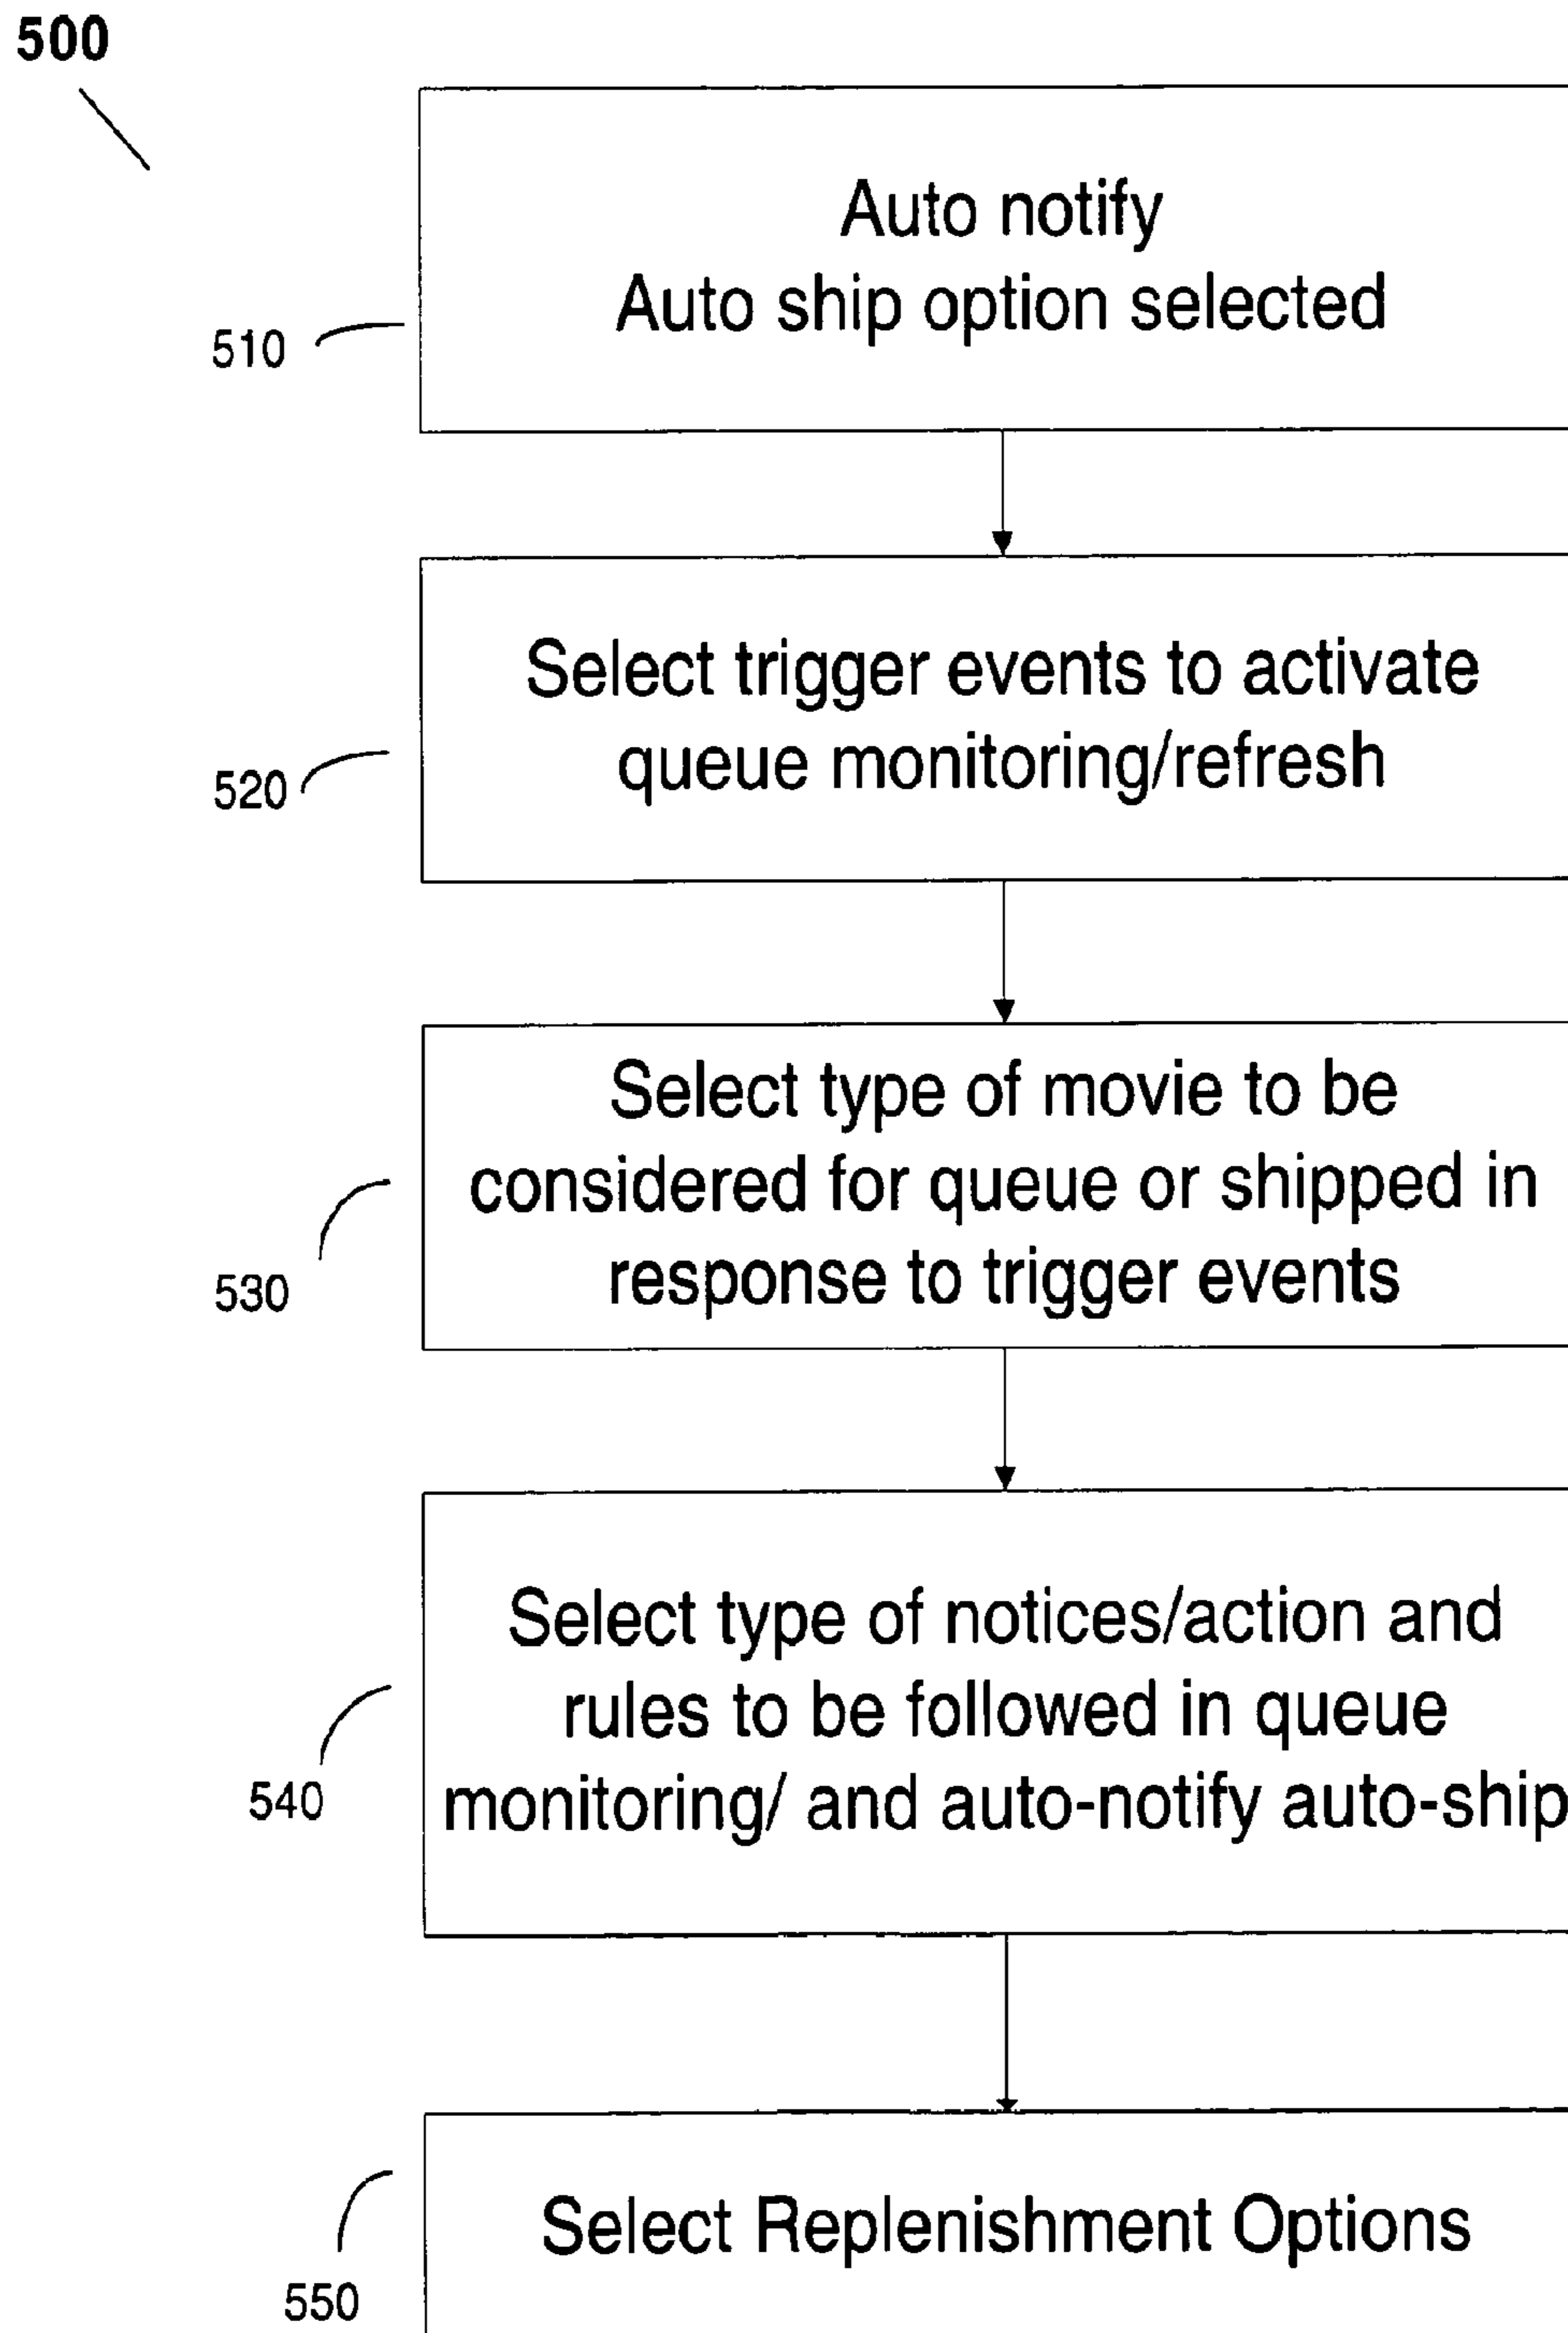 500
Auto notify
Auto ship option selected
510
Select trigger events to activate
queue monitoring/refresh
520
Select type of movie to be
considered for queue or shipped in
response to trigger events
530
Select type of notices/action and
rules to be followed in queue
monitoring/ and auto-notify auto-ship
540
Select Replenishment Options
550